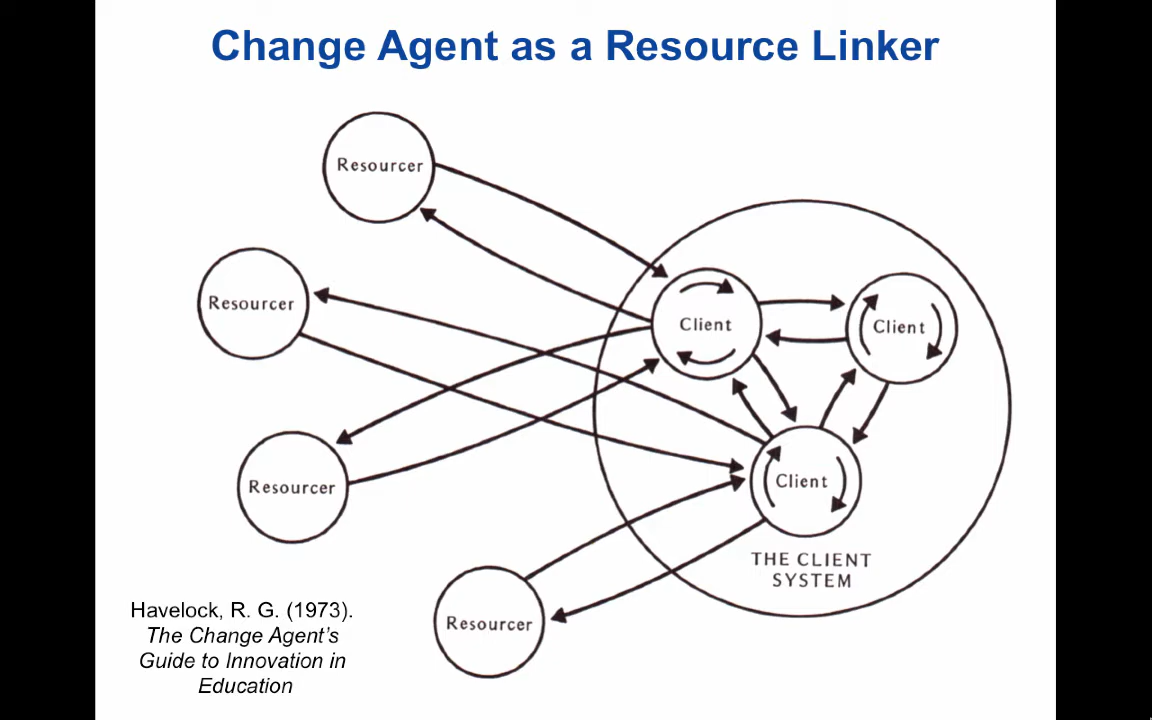 Change Agent as a Resource Linker
Resourcer
Resourcer
Client
Client
Resourcer
Client
THE CLIENT
SYSTEM
Resourcer
Havelock, R. G. (1973).
The Change Agent’s
Guide to Innovation in
Education